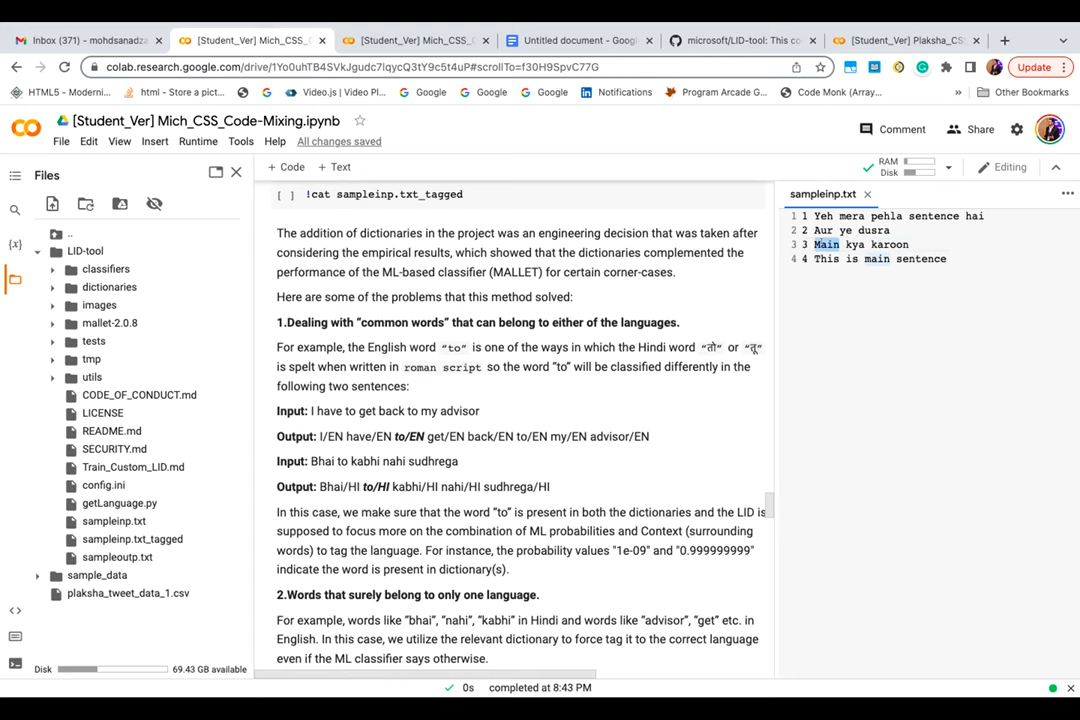 Inbox (371) - mohdsanadza
[Student_Ver] Mich_CSS_
[Student_Ver] Mich_CSS_
Untitled document - Goog
microsoft/LID-tool: This co
[Student_Ver] Plaksha_CS
colab.research.google.com/drive/1Yo0uhTB4SVkJgudc7lqycQ3tY9c5t4uP#scrollTo=f30H9SpvC77G
Update
HTML5 - Moderni...
html - Store a pict...
Video.js | Video Pl...
Google
Google
Google
Notifications
Program Arcade G...
Code Monk (Array...
»
Other Bookmarks
[Student_Ver] Mich_CSS_Code-Mixing.ipynb
File Edit View Insert Runtime Tools Help All changes saved
Comment
Share
Files
+ Code + Text
RAM
Disk
Editing
..
LID-tool
classifiers
dictionaries
images
mallet-2.0.8
tests
tmp
utils
CODE_OF_CONDUCT.md
LICENSE
README.md
SECURITY.md
Train_Custom_LID.md
config.ini
getLanguage.py
sampleinp.txt
sampleinp.txt_tagged
sampleoutp.txt
sample_data
plaksha_tweet_data_1.csv
Disk
69.43 GB available
[ ] !cat sampleinp.txt_tagged
The addition of dictionaries in the project was an engineering decision that was taken after
considering the empirical results, which showed that the dictionaries complemented the
performance of the ML-based classifier (MALLET) for certain corner-cases.
Here are some of the problems that this method solved:
1.Dealing with “common words” that can belong to either of the languages.
For example, the English word “to” is one of the ways in which the Hindi word “तो” or “तू”
is spelt when written in roman script so the word “to” will be classified differently in the
following two sentences:
Input: I have to get back to my advisor
Output: I/EN have/EN to/EN get/EN back/EN to/EN my/EN advisor/EN
Input: Bhai to kabhi nahi sudhrega
Output: Bhai/HI to/HI kabhi/HI nahi/HI sudhrega/HI
In this case, we make sure that the word “to” is present in both the dictionaries and the LID is
supposed to focus more on the combination of ML probabilities and Context (surrounding
words) to tag the language. For instance, the probability values "1e-09" and "0.999999999"
indicate the word is present in dictionary(s).
2.Words that surely belong to only one language.
For example, words like “bhai”, “nahi”, “kabhi” in Hindi and words like “advisor”, “get” etc. in
English. In this case, we utilize the relevant dictionary to force tag it to the correct language
even if the ML classifier says otherwise.
sampleinp.txt
1 1 Yeh mera pehla sentence hai
2 2 Aur ye dusra
3 3 Main kya karoon
4 4 This is main sentence
0s completed at 8:43 PM